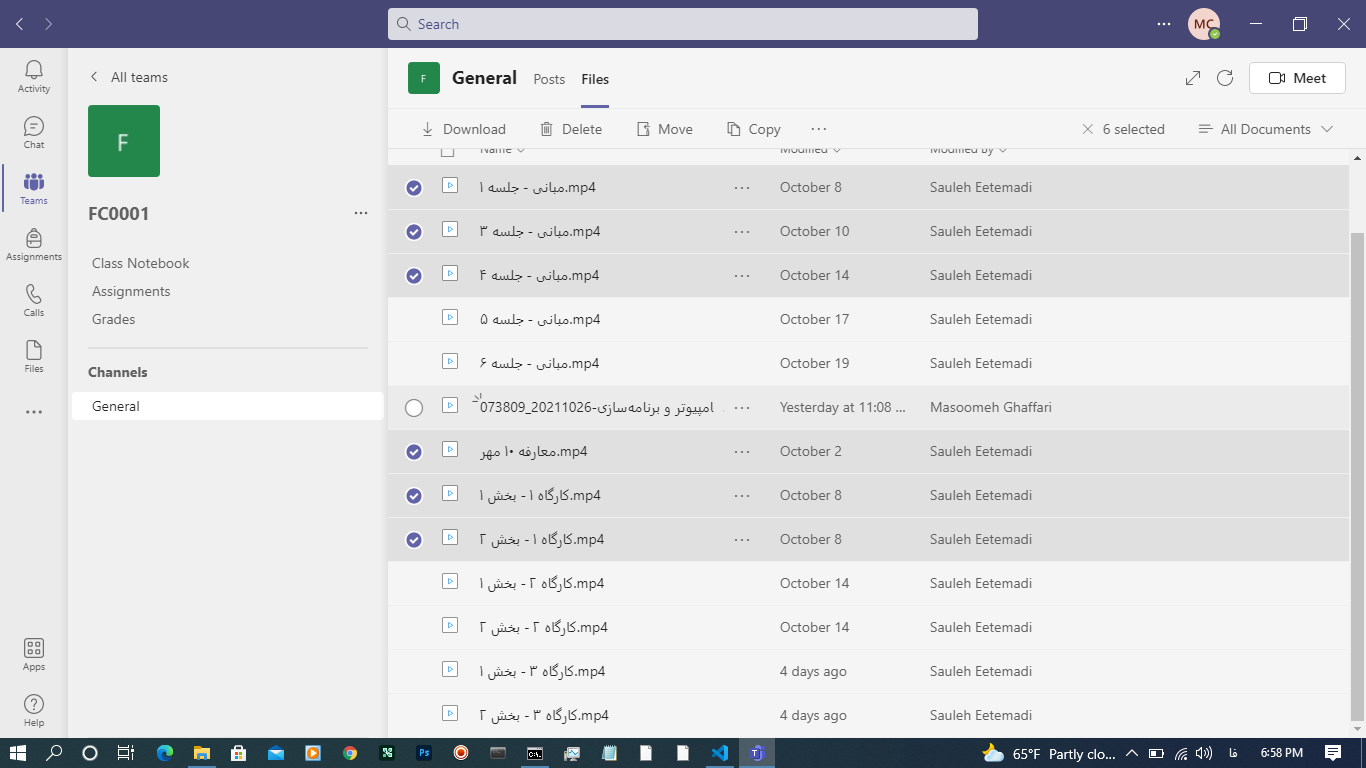 Search
MC
Activity
Chat
Teams
Assignments
Calls
Files
Apps
Help
All teams
F
FC0001
Class Notebook
Assignments
Grades
Channels
General
F
General
Posts
Files
Meet
Download
Delete
Move
Copy
6 selected
All Documents
Name
Modified
Modified By
مبانی - جلسه ۱.mp4
October 8
Sauleh Eetemadi
مبانی - جلسه ۳.mp4
October 10
Sauleh Eetemadi
مبانی - جلسه ۴.mp4
October 14
Sauleh Eetemadi
مبانی - جلسه ۵.mp4
October 17
Sauleh Eetemadi
مبانی - جلسه ۶.mp4
October 19
Sauleh Eetemadi
امپیوتر و برنامه‌سازی-20211026_073809
Yesterday at 11:08 ...
Masoomeh Ghaffari
معارفه ۱۰ مهر.mp4
October 2
Sauleh Eetemadi
کارگاه ۱ - بخش ۱.mp4
October 8
Sauleh Eetemadi
کارگاه ۱ - بخش ۲.mp4
October 8
Sauleh Eetemadi
کارگاه ۲ - بخش ۱.mp4
October 14
Sauleh Eetemadi
کارگاه ۲ - بخش ۲.mp4
October 14
Sauleh Eetemadi
کارگاه ۳ - بخش ۱.mp4
4 days ago
Sauleh Eetemadi
کارگاه ۳ - بخش ۲.mp4
4 days ago
Sauleh Eetemadi
65°F Partly clo...
فا
6:58 PM